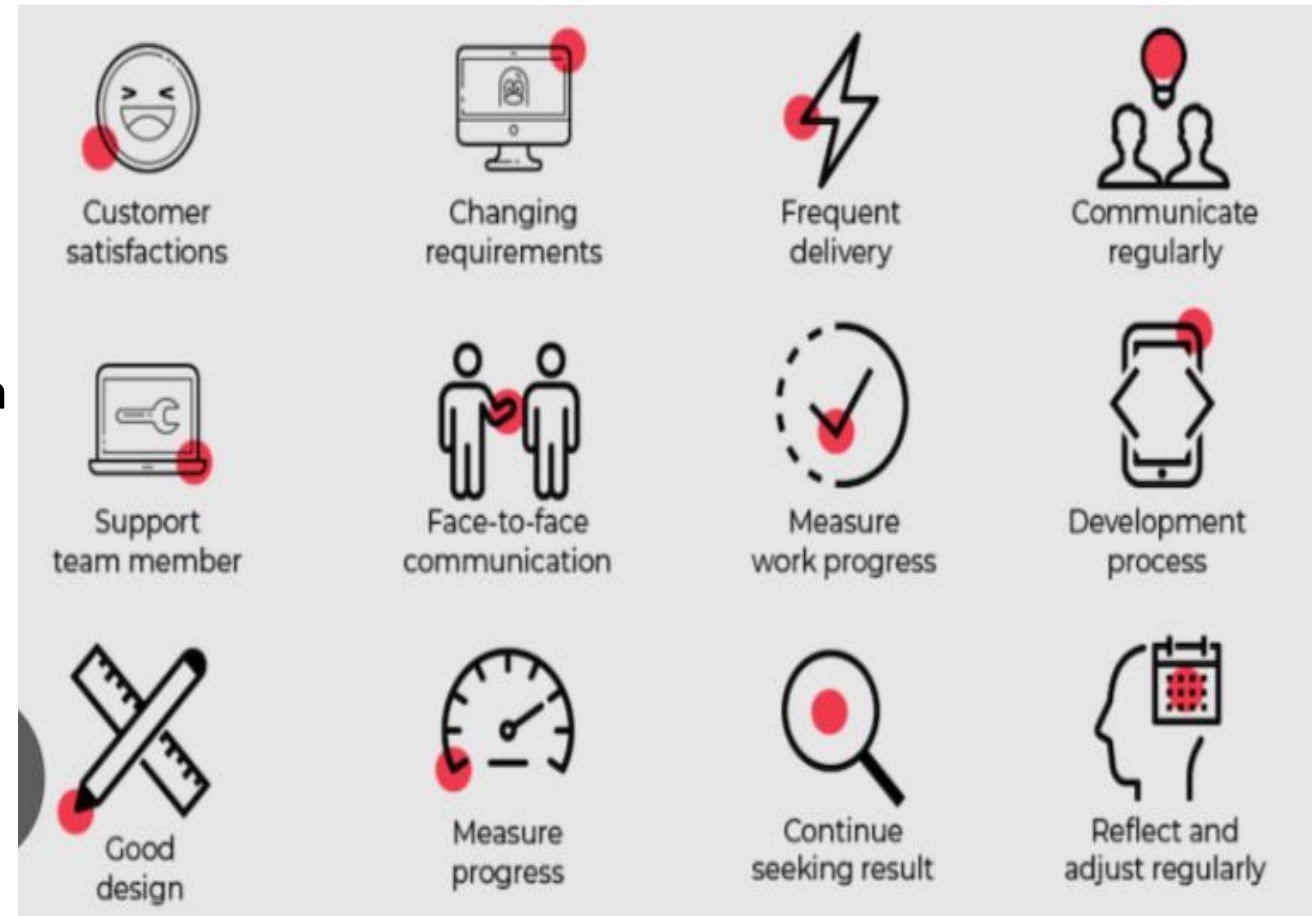 Customer
satisfactions
Changing
requirements
Frequent
delivery
Communicate
regularly
Support
team member
Face-to-face
communication
Measure
work progress
Development
process
Good
design
Measure
progress
Continue
seeking result
Reflect and
adjust regularly